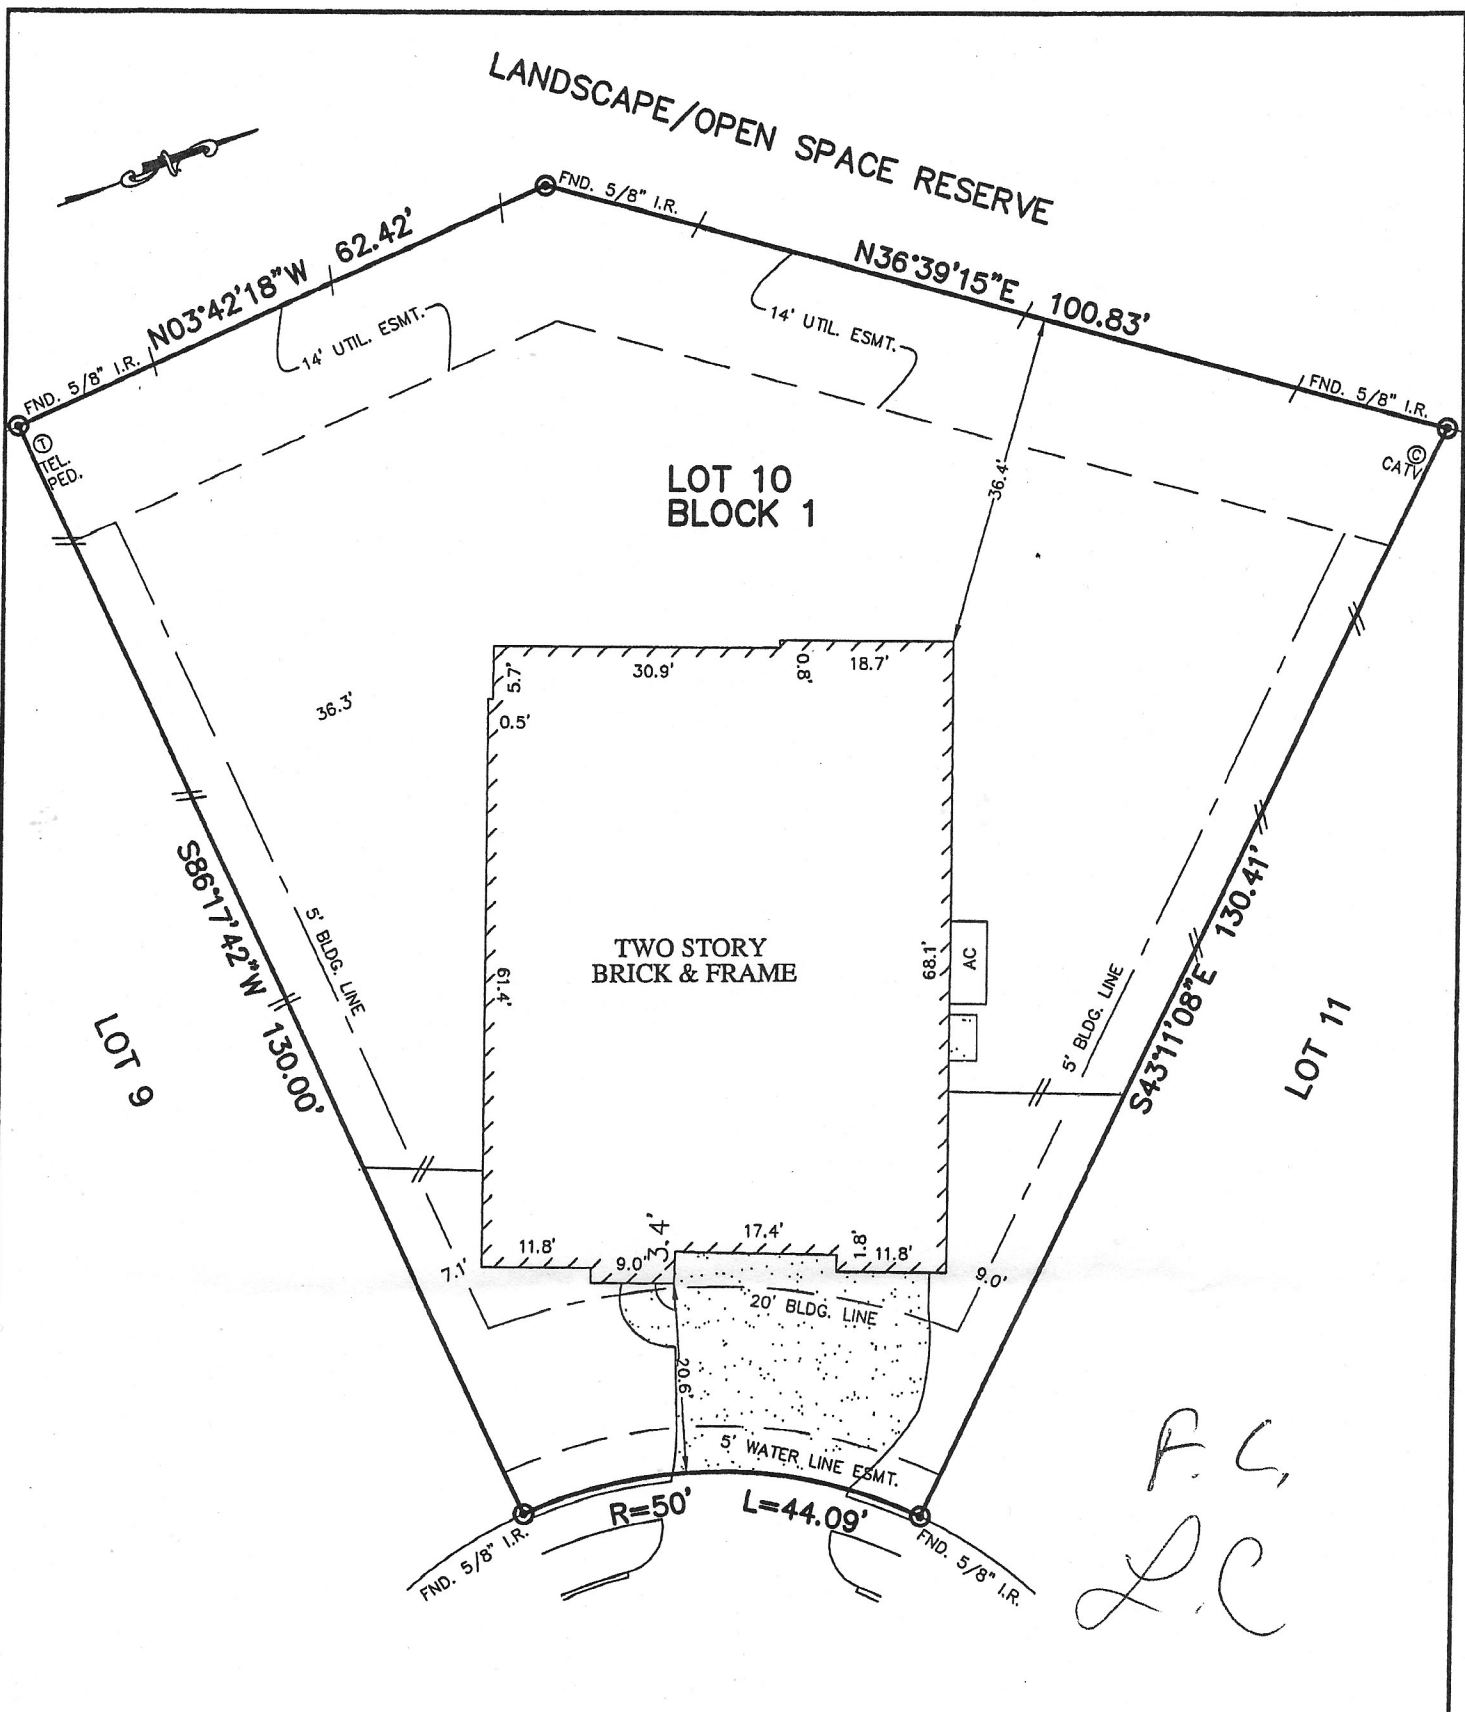 LANDSCAPE/OPEN SPACE RESERVE
FND. 5/8" I.R.
N03°42'18"W 62.42'
14' UTIL. ESMT.
FND. 5/8" I.R.
N36°39'15"E 100.83'
14' UTIL. ESMT.
FND. 5/8" I.R.
T
TEL.
PED.
C
CATV
LOT 10
BLOCK 1
36.4'
30.9'
0.8'
18.7'
5.7'
0.5'
36.3'
S86°17'42"W 130.00'
5' BLDG. LINE
LOT 9
61.4'
TWO STORY
BRICK & FRAME
68.1'
AC
5' BLDG. LINE
S43°11'08"E 130.41'
LOT 11
7.1'
11.8'
9.0'
3.4'
17.4'
1.8'
11.8'
9.0'
20' BLDG. LINE
20.6'
5' WATER LINE ESMT.
R=50' L=44.09'
FND. 5/8" I.R.
FND. 5/8" I.R.
F.C.
L.C